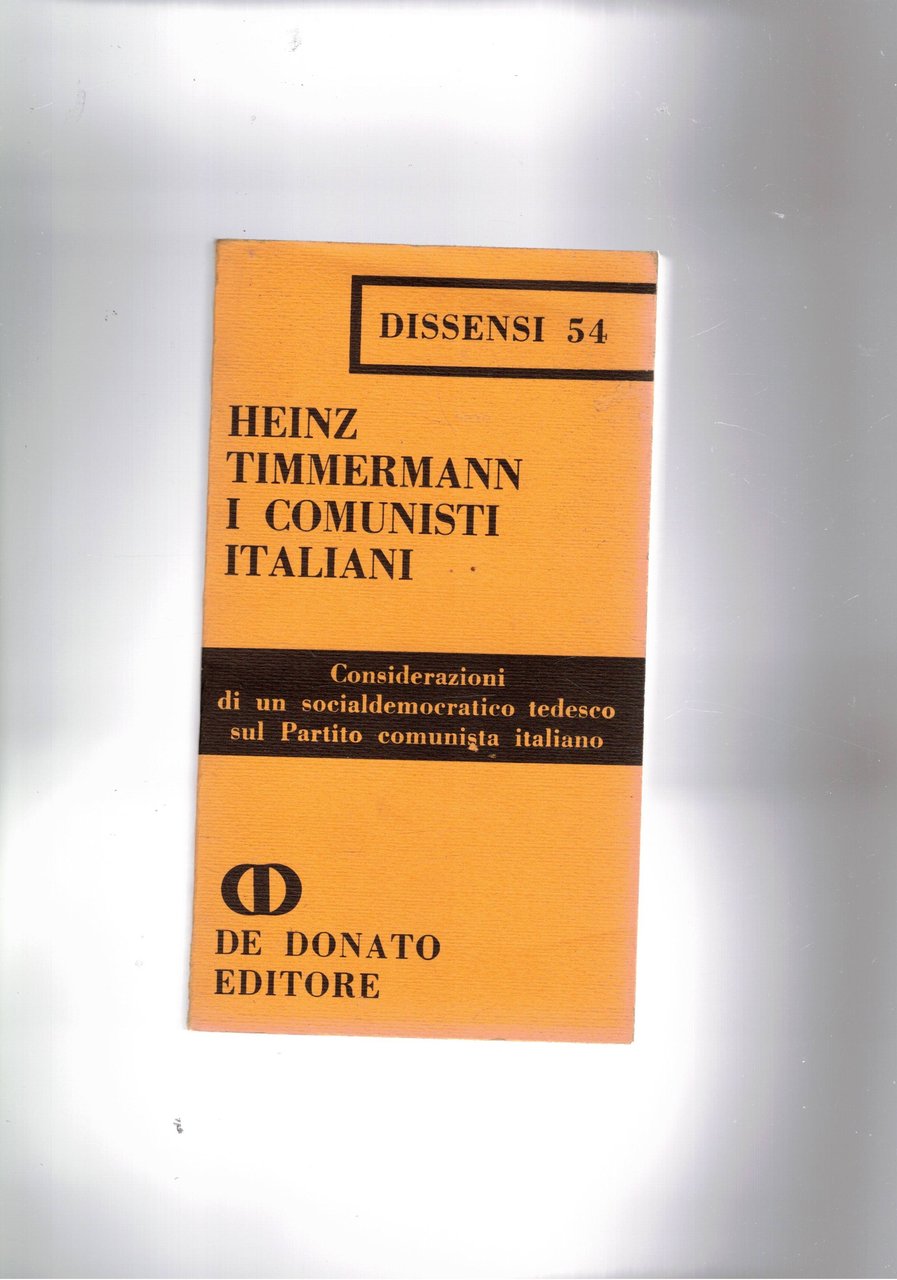 DISSENSI 54
HEINZ
TIMMERMANN
I COMUNISTI
ITALIANI
Considerazioni
di un socialdemocratico tedesco
sul Partito comunista italiano
DE DONATO
EDITORE